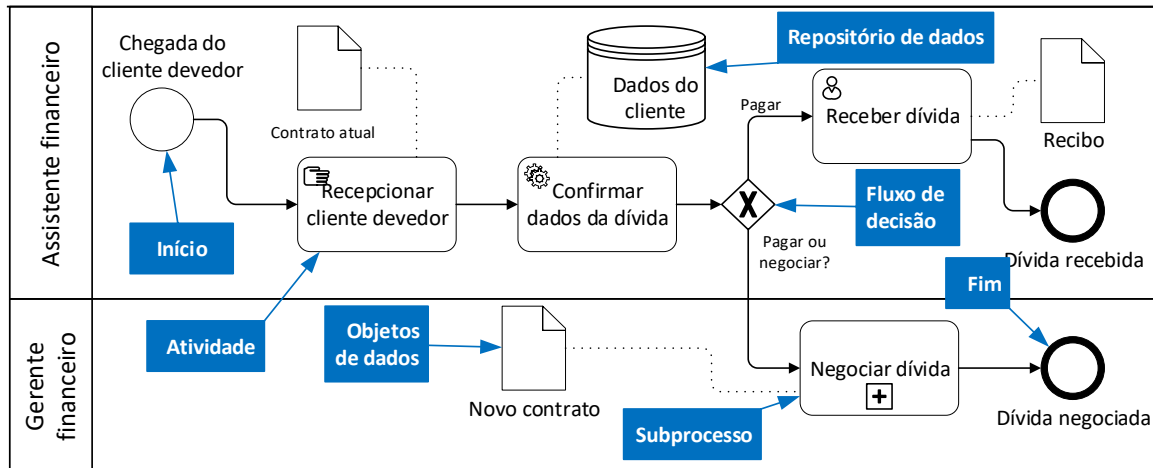 Assistente financeiro
Chegada do
cliente devedor
Início
Contrato atual
Recepcionar
cliente devedor
Atividade
Confirmar
dados da dívida
Dados do
cliente
Repositório de dados
Pagar
X
Pagar ou
negociar?
Fluxo de
decisão
Receber dívida
Recibo
Dívida recebida
Fim
Gerente
financeiro
Objetos
de dados
Novo contrato
Subprocesso
Negociar dívida
Dívida negociada